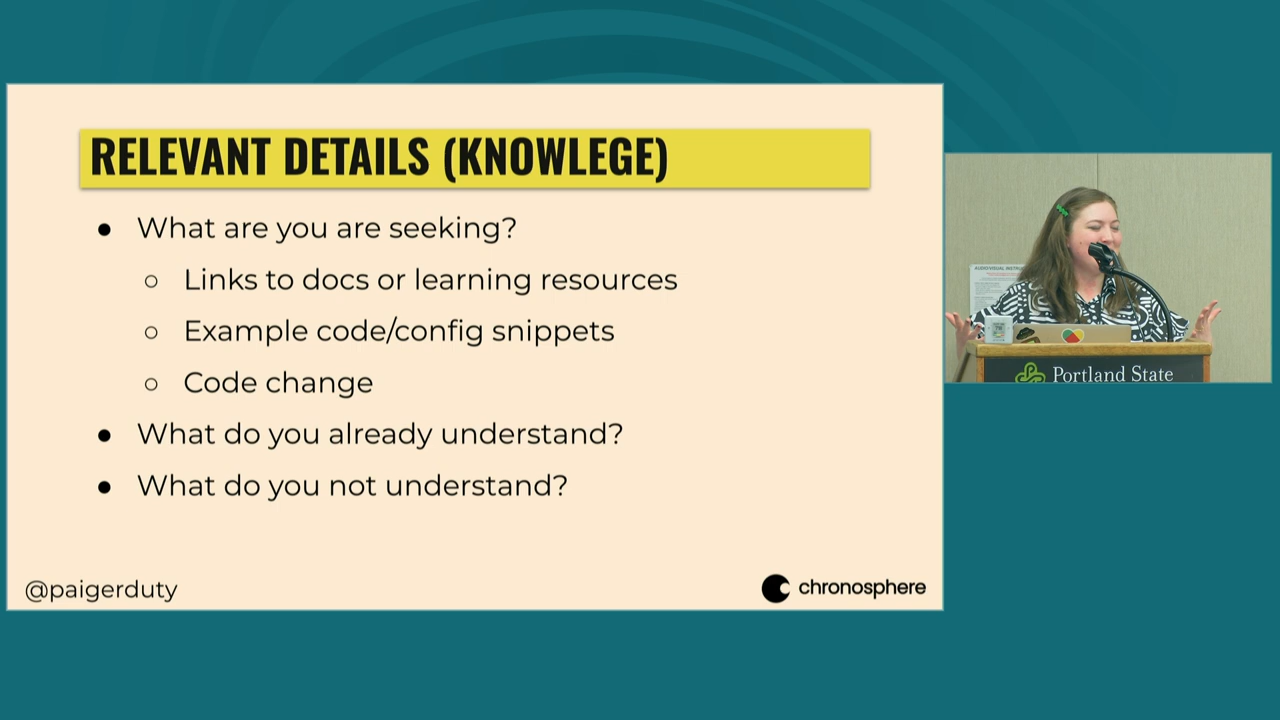 RELEVANT DETAILS (KNOWLEGE)
What are you are seeking?
Links to docs or learning resources
Example code/config snippets
Code change
What do you already understand?
What do you not understand?
@paigerduty
chronosphere
Portland State